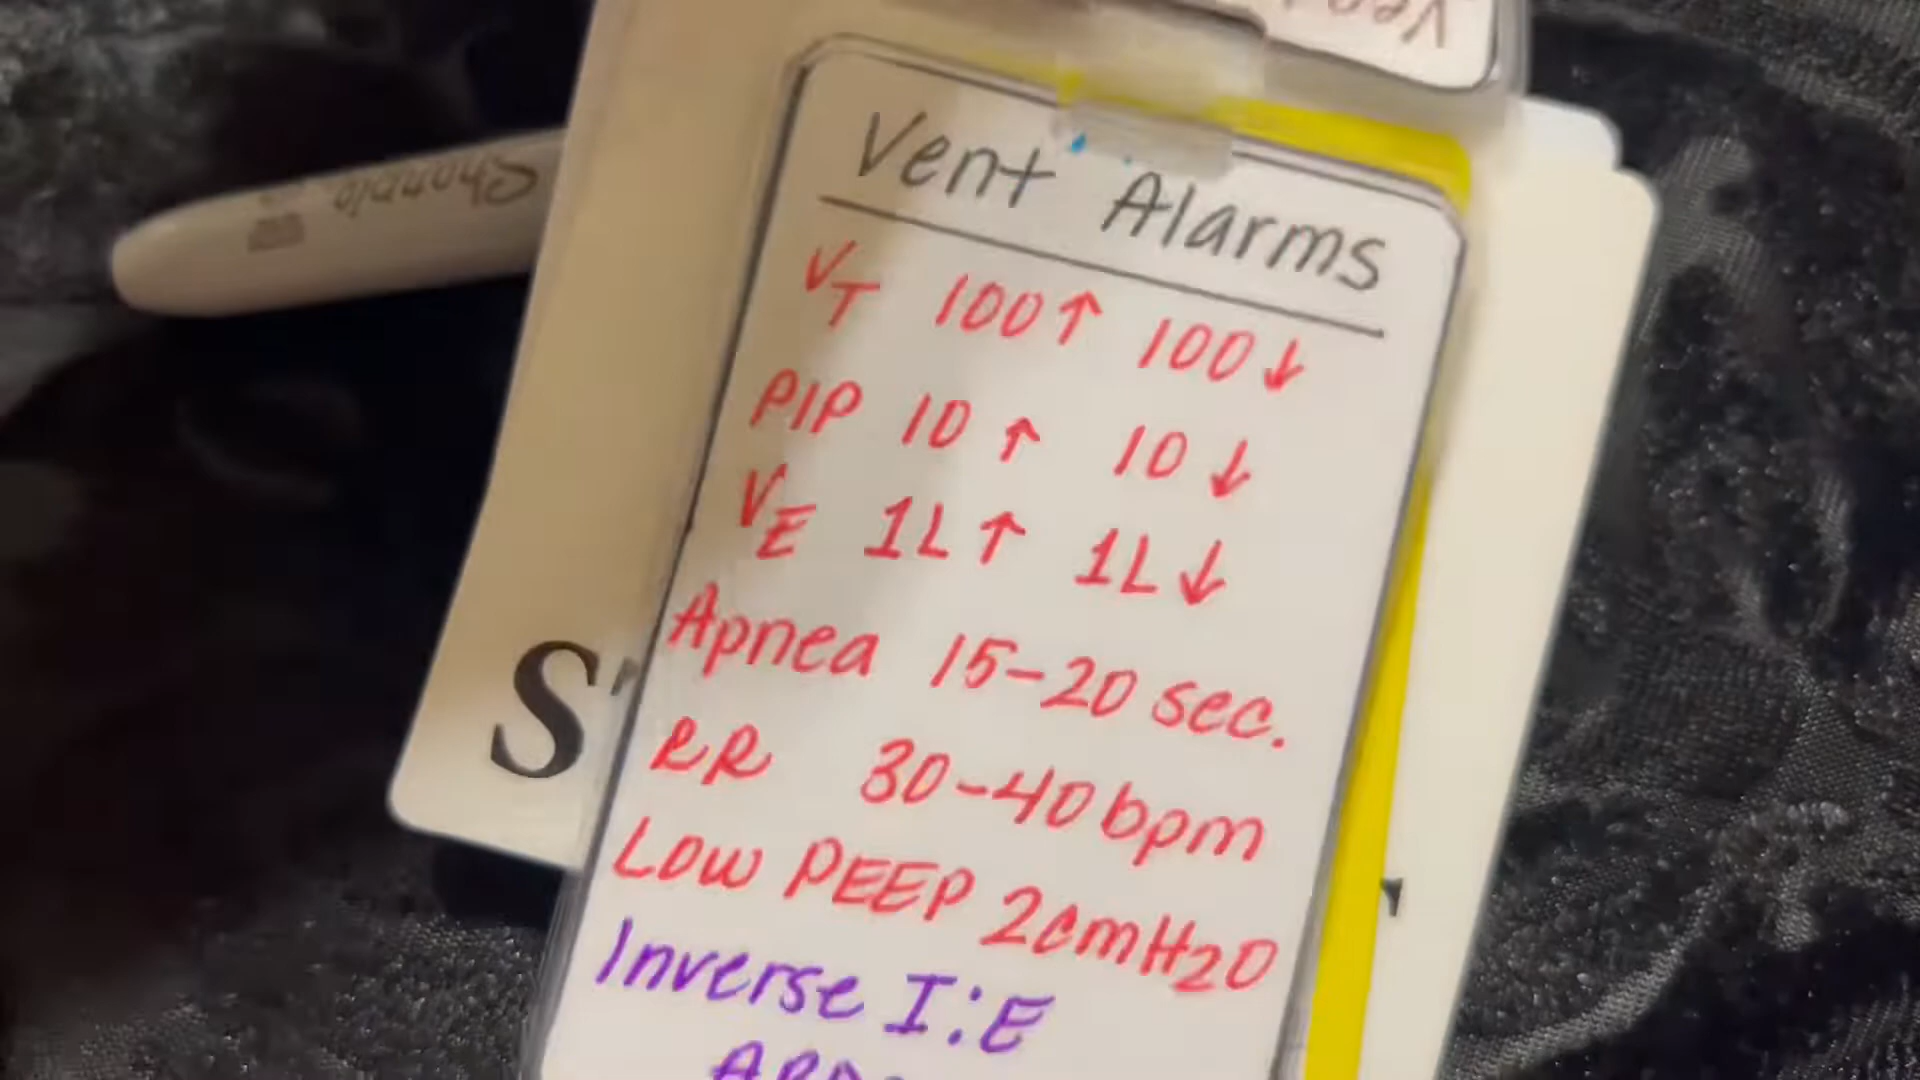 Vent Alarms
VT 100↑ 100↓
PIP 10↑ 10↓
VE 1L↑ 1L↓
Apnea 15-20 sec.
RR 30-40 bpm
Low PEEP 2cmH2O
Inverse I:E